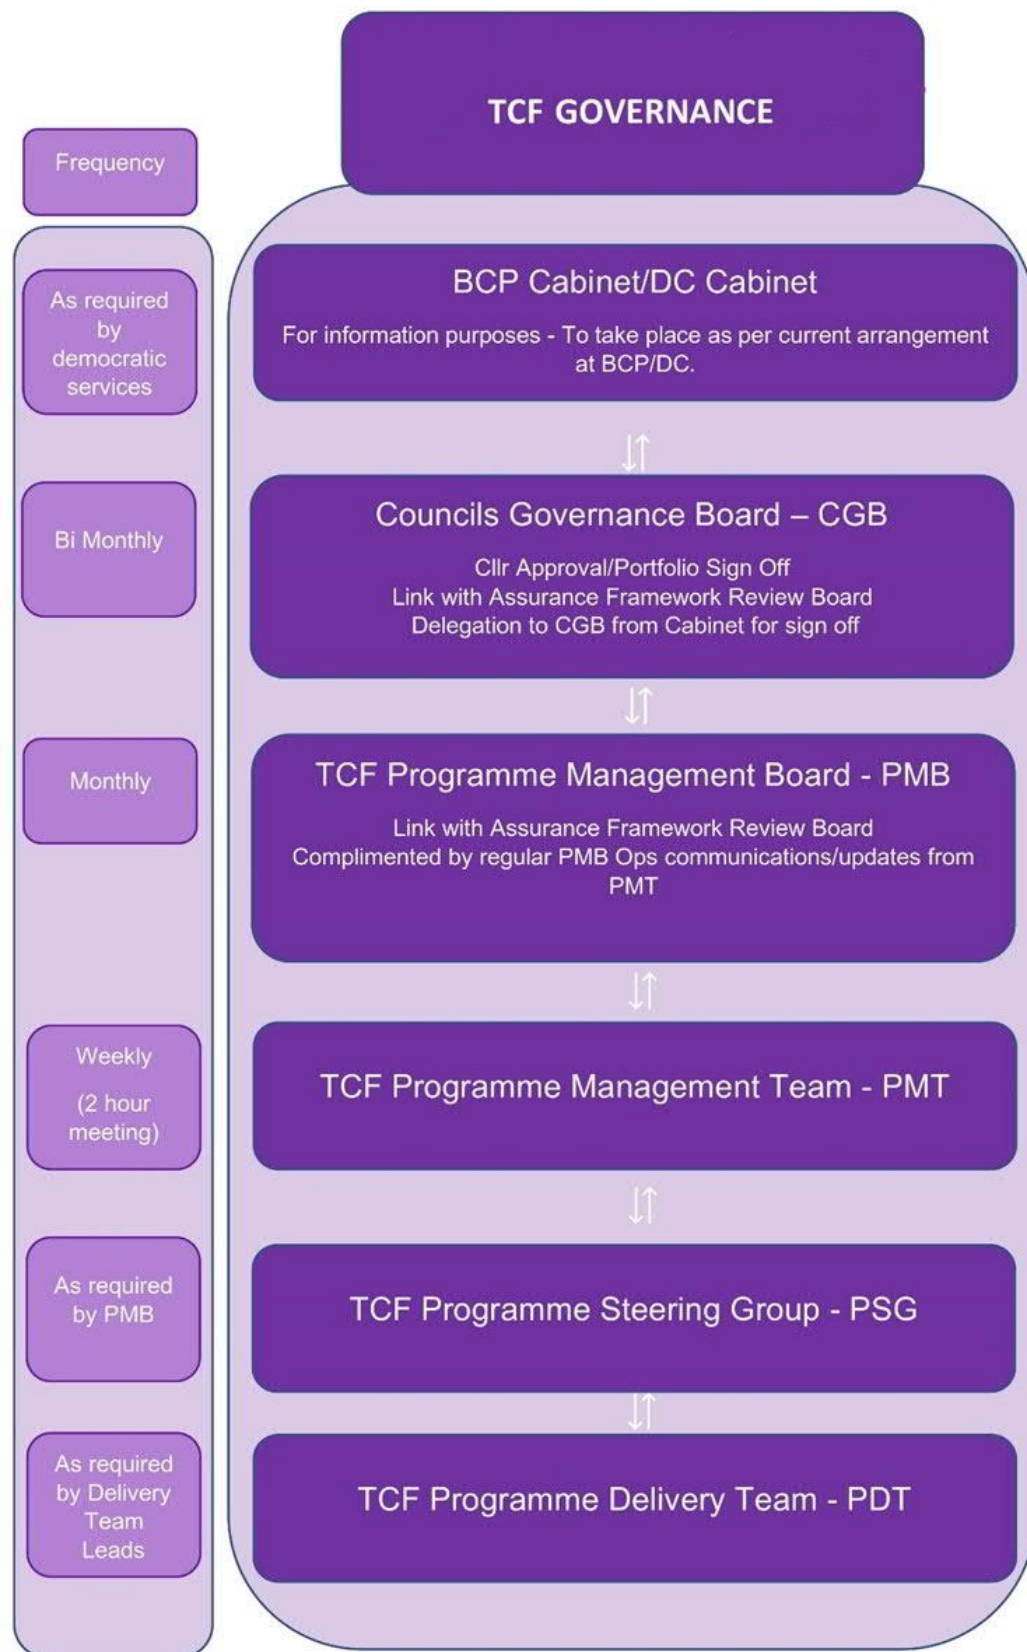 TCF GOVERNANCE
Frequency
As required
by
democratic
services
BCP Cabinet/DC Cabinet
For information purposes - To take place as per current arrangement
at BCP/DC.
Bi Monthly
Councils Governance Board – CGB
Cllr Approval/Portfolio Sign Off
Link with Assurance Framework Review Board
Delegation to CGB from Cabinet for sign off
Monthly
TCF Programme Management Board - PMB
Link with Assurance Framework Review Board
Complimented by regular PMB Ops communications/updates from
PMT
Weekly
(2 hour
meeting)
TCF Programme Management Team - PMT
As required
by PMB
TCF Programme Steering Group - PSG
As required
by Delivery
Team
Leads
TCF Programme Delivery Team - PDT